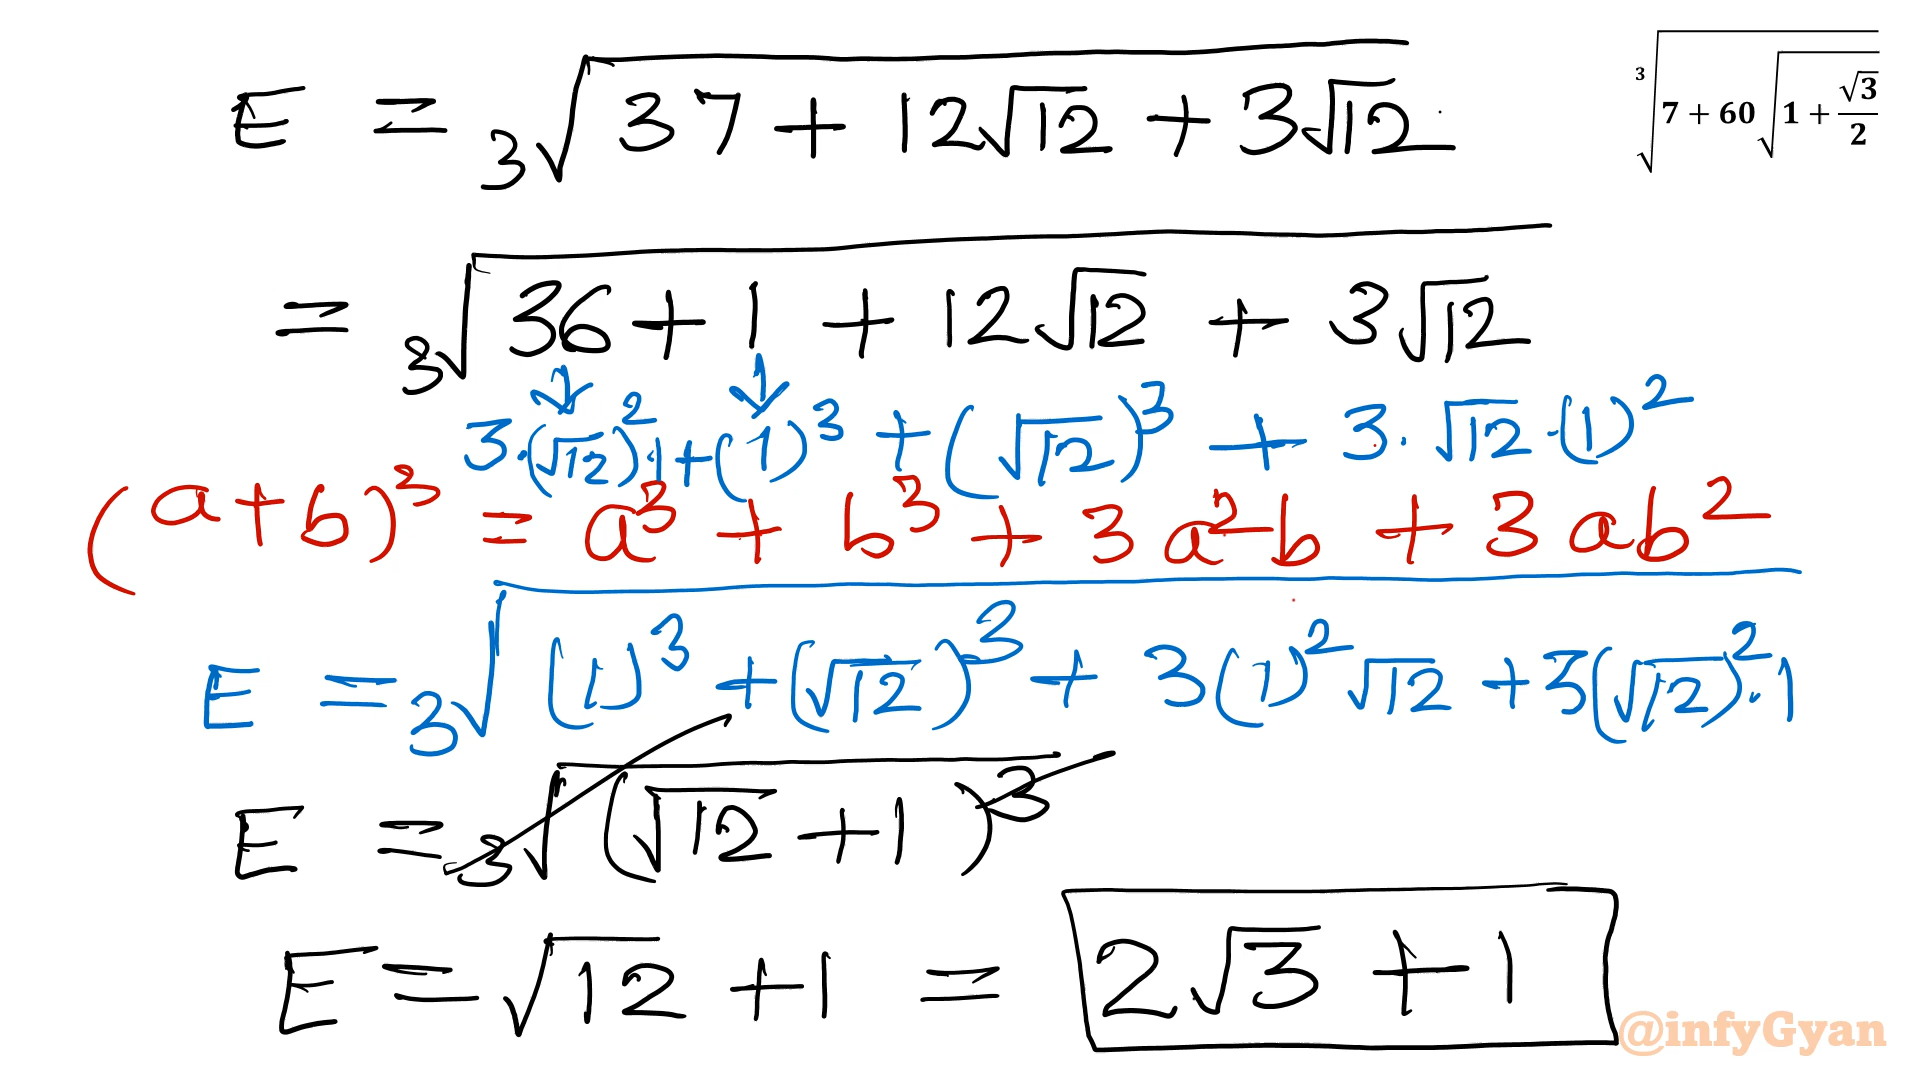 E = ∛(37 + 12√12 + 3√12)
∛(7 + 60√(1 + √3/2))
= ∛(36 + 1 + 12√12 + 3√12)
3·(√12)²·1 + (1)³ + (√12)³ + 3·√12·(1)²
(a+b)³ = a³ + b³ + 3a²b + 3ab²
E = ∛((1)³ + (√12)³ + 3(1)²√12 + 3(√12)²·1)
E = ∛((√12 + 1)³)
E = √12 + 1 = 2√3 + 1
@infyGyan